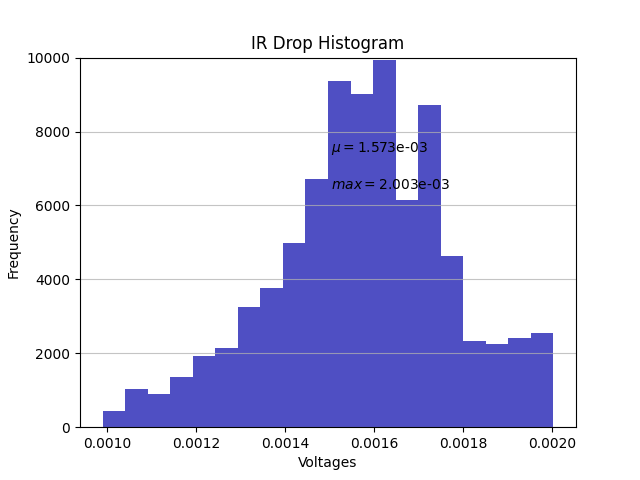 IR Drop Histogram
10000
8000
6000
4000
2000
0
Frequency
μ = 1.573e-03
max = 2.003e-03
0.0010 0.0012 0.0014 0.0016 0.0018 0.0020
Voltages